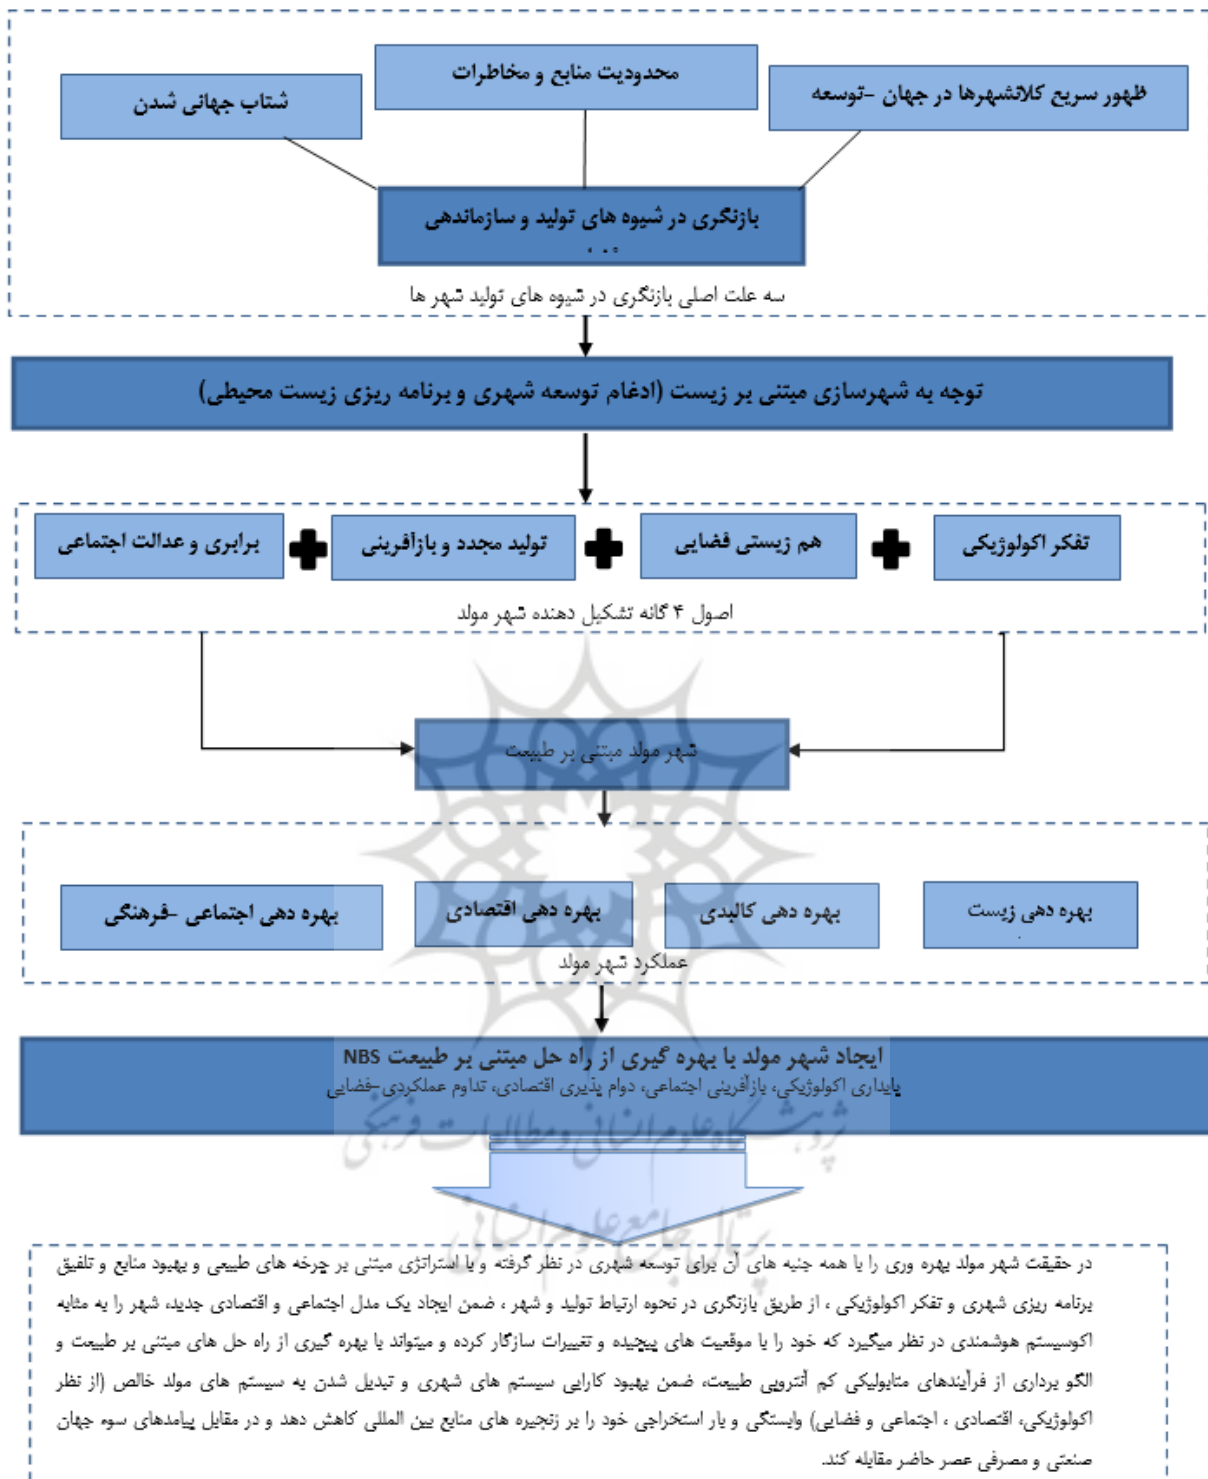 ظهور سریع کلانشهرها در جهان -توسعه
محدودیت منابع و مخاطرات
شتاب جهانی شدن
بازنگری در شیوه های تولید و سازماندهی
سه علت اصلی بازنگری در شیوه های تولید شهر ها
توجه به شهرسازی مبتنی بر زیست (ادغام توسعه شهری و برنامه ریزی زیست محیطی)
تفکر اکولوژیکی
هم زیستی فضایی
تولید مجدد و بازآفرینی
برابری و عدالت اجتماعی
اصول ۴ گانه تشکیل دهنده شهر مولد
شهر مولد مبتنی بر طبیعت
بهره دهی زیست
بهره دهی کالبدی
بهره دهی اقتصادی
بهره دهی اجتماعی -فرهنگی
عملکرد شهر مولد
ایجاد شهر مولد با بهره گیری از راه حل مبتنی بر طبیعت NBS
پایداری اکولوژیکی، بازآفرینی اجتماعی، دوام پذیری اقتصادی، تداوم عملکردی-فضایی
پژوهشگاه علوم انسانی و مطالعات فرهنگی
پرتال جامع علوم انسانی
در حقیقت شهر مولد بهره وری را با همه جنبه های آن برای توسعه شهری در نظر گرفته و با استراتژی مبتنی بر چرخه های طبیعی و بهبود منابع و تلفیق
برنامه ریزی شهری و تفکر اکولوژیکی ، از طریق بازنگری در نحوه ارتباط تولید و شهر ، ضمن ایجاد یک مدل اجتماعی و اقتصادی جدید، شهر را به مثابه
اکوسیستم هوشمندی در نظر میگیرد که خود را با موقعیت های پیچیده و تغییرات سازگار کرده و میتواند با بهره گیری از راه حل های مبتنی بر طبیعت و
الگو برداری از فرآیندهای متابولیکی کم آنتروپی طبیعت، ضمن بهبود کارایی سیستم های شهری و تبدیل شدن به سیستم های مولد خالص (از نظر
اکولوژیکی، اقتصادی ، اجتماعی و فضایی) وابستگی و بار استخراجی خود را بر زنجیره های منابع بین المللی کاهش دهد و در مقابل پیامدهای سوء جهان
صنعتی و مصرفی عصر حاضر مقابله کند.